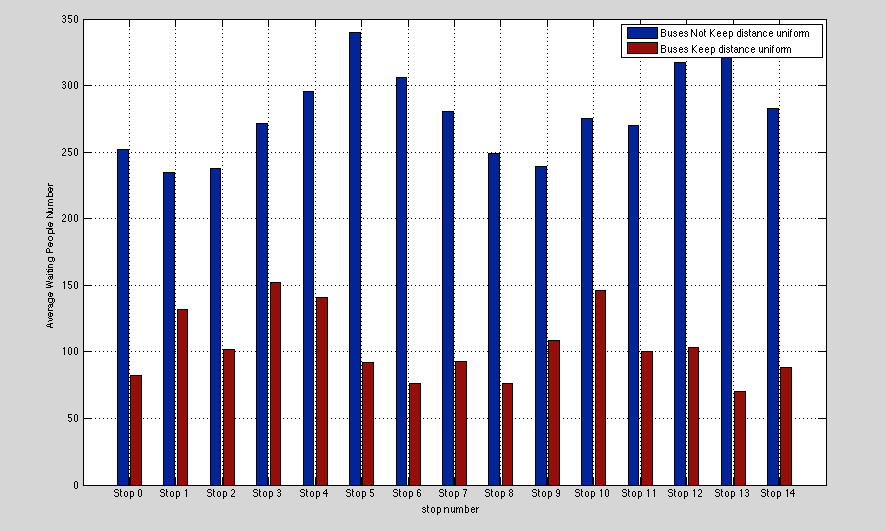 350
300
250
200
150
100
50
0
Average Waiting People Number
Buses Not Keep distance uniform
Buses Keep distance uniform
Stop 0 Stop 1 Stop 2 Stop 3 Stop 4 Stop 5 Stop 6 Stop 7 Stop 8 Stop 9 Stop 10 Stop 11 Stop 12 Stop 13 Stop 14
stop number